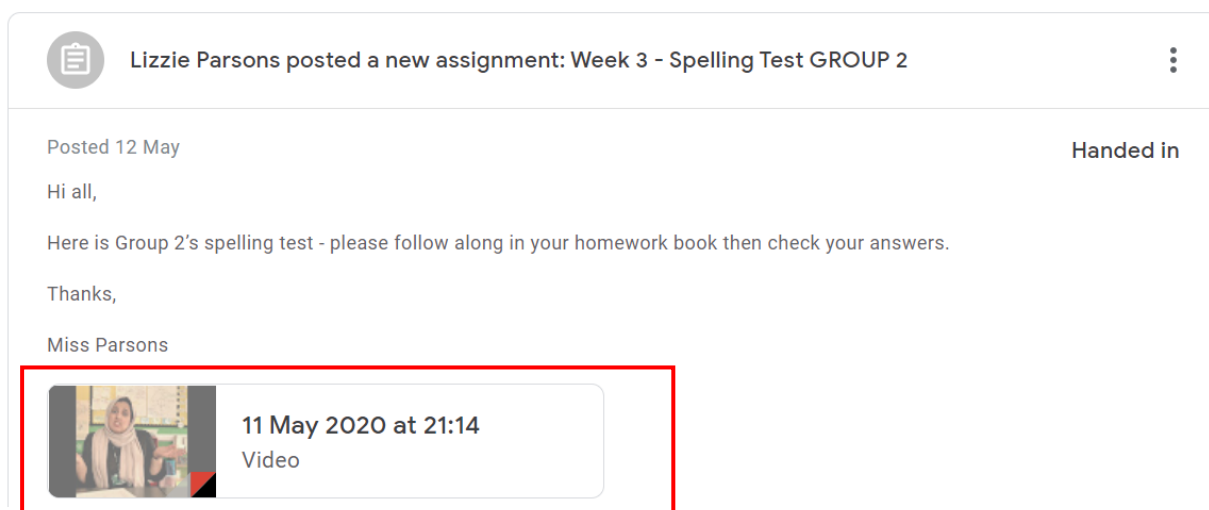 Lizzie Parsons posted a new assignment: Week 3 - Spelling Test GROUP 2
Posted 12 May
Handed in
Hi all,
Here is Group 2's spelling test - please follow along in your homework book then check your answers.
Thanks,
Miss Parsons
11 May 2020 at 21:14
Video